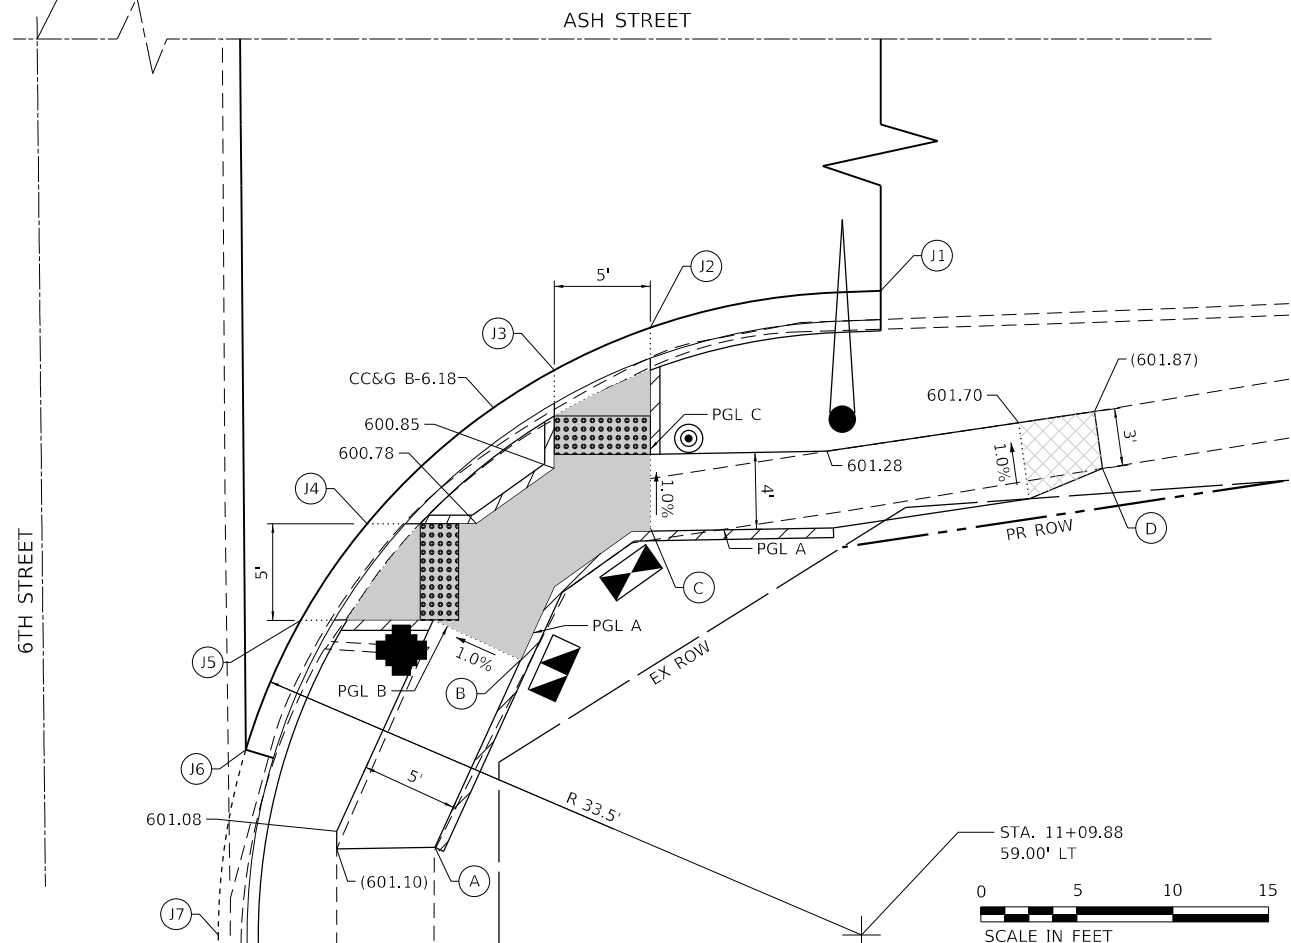 ASH STREET
J1
J2
5'
J3
(601.87)
CC&G B-6.18
601.70
PGL C
600.85
3'
600.78
1.0%
601.28
J4
1.0%
4'
PR ROW
D
6TH STREET
5'
PGL A
C
PGL A
1.0%
EX ROW
J5
PGL B
B
J6
5'
R 33.5'
601.08
STA. 11+09.88
59.00' LT
(601.10)
A
0 5 10 15
J7
SCALE IN FEET